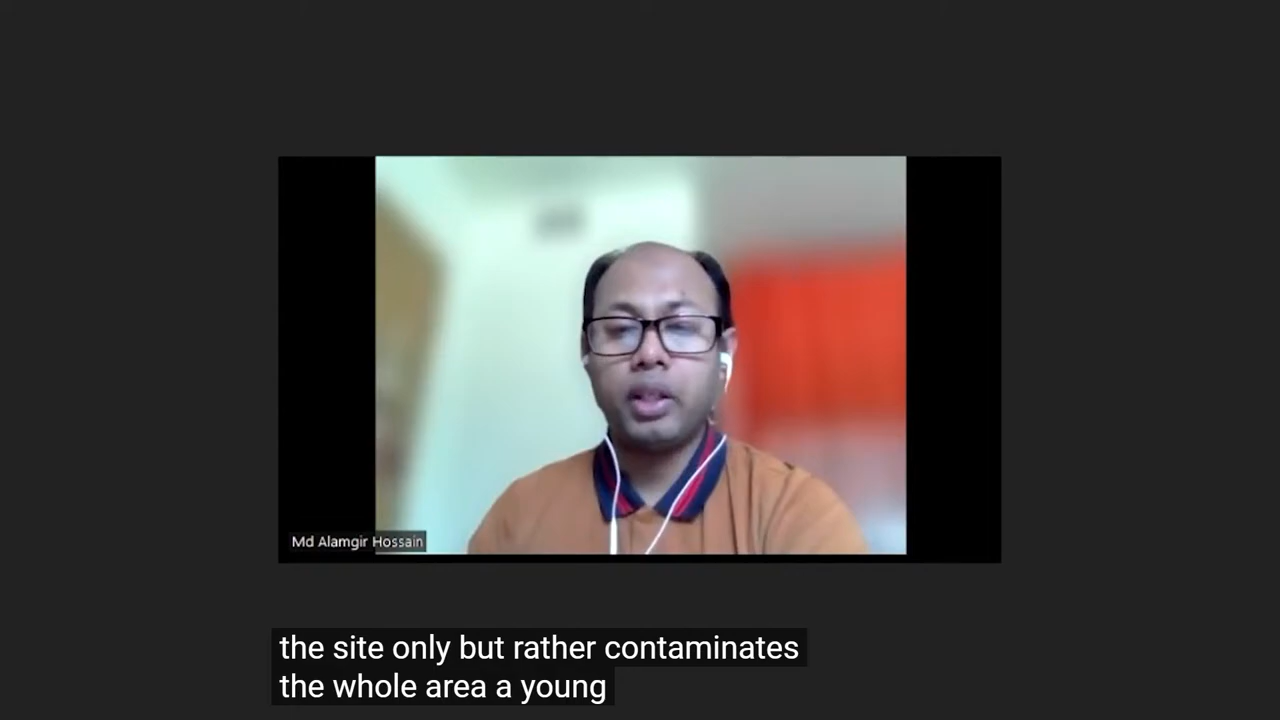 Md Alamgir Hossain
the site only but rather contaminates
the whole area a young